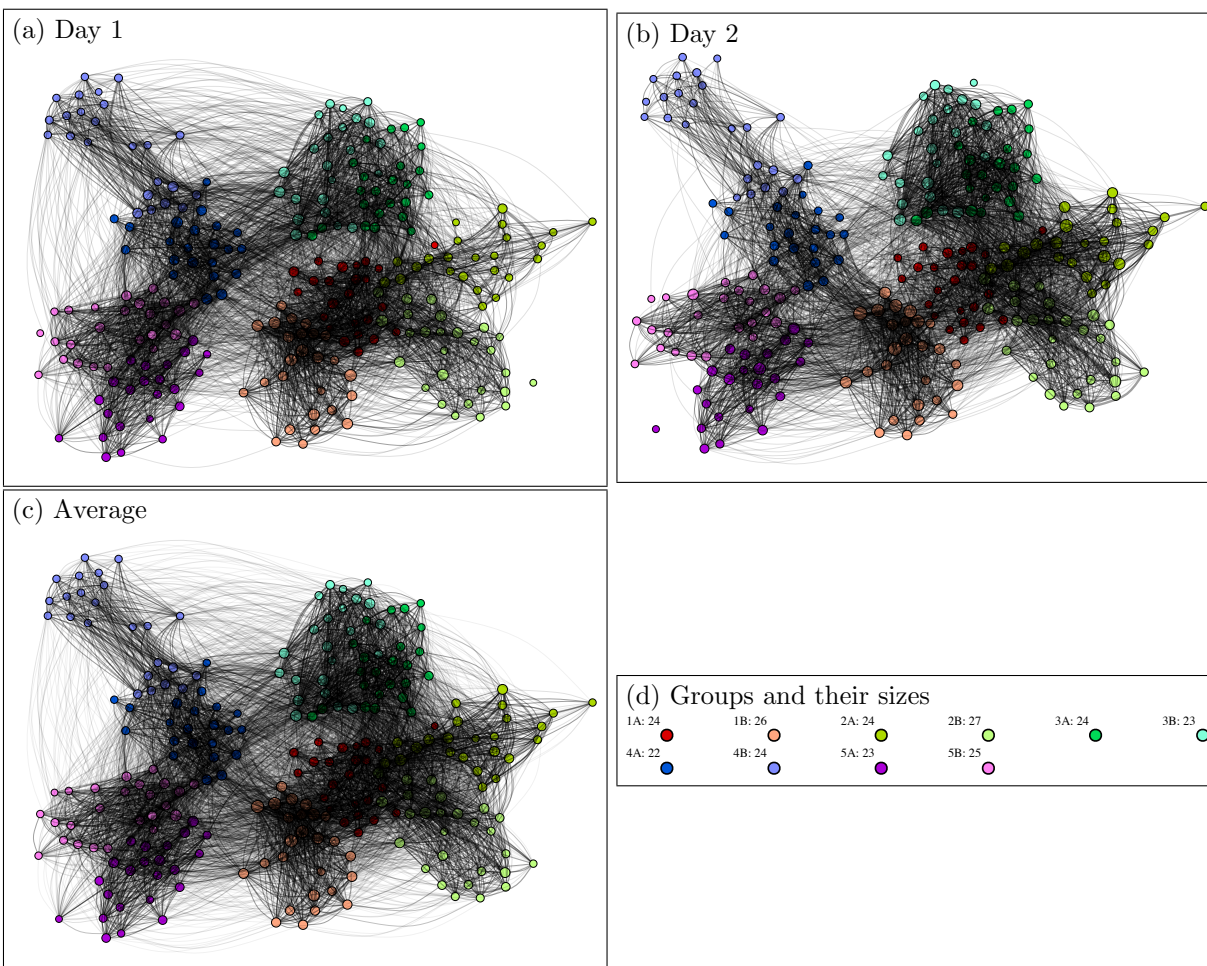 (a) Day 1
(b) Day 2
(c) Average
(d) Groups and their sizes
1A: 24 1B: 26 2A: 24 2B: 27 3A: 24 3B: 23
4A: 22 4B: 24 5A: 23 5B: 25